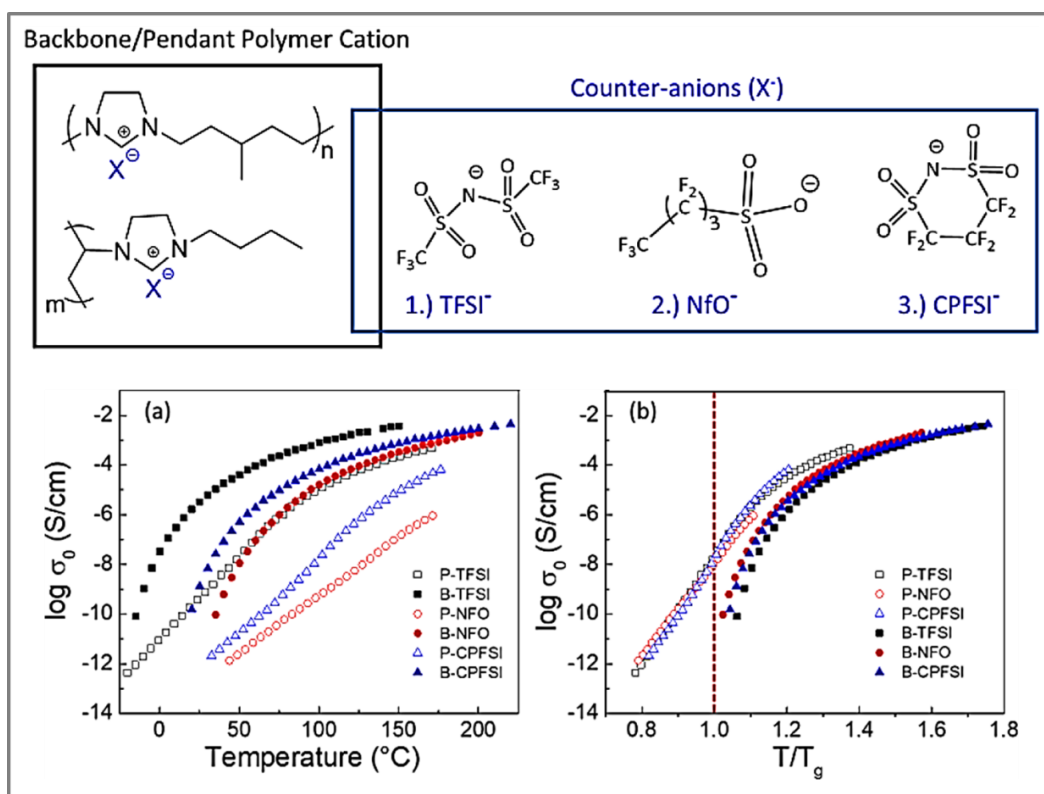 Backbone/Pendant Polymer Cation
Counter-anions (X⁻)
N ⊕ N n
X⊖
N ⊕ N
X⊖
m
O O ⊖ N S CF₃
S O O
F₃C O
1.) TFSI⁻
F₂ O ⊖
C 3 S O
F₃C O
2.) NfO⁻
O ⊖ N O
O S S O
O CF₂
F₂C CF₂
3.) CPFSI⁻
(a)
log σ₀ (S/cm)
-2
-4
-6
-8
-10
-12
-14
0 50 100 150 200
Temperature (°C)
P-TFSI
B-TFSI
P-NFO
B-NFO
P-CPFSI
B-CPFSI
(b)
log σ₀ (S/cm)
-2
-4
-6
-8
-10
-12
-14
0.8 1.0 1.2 1.4 1.6 1.8
T/Tg
P-TFSI
P-NFO
P-CPFSI
B-TFSI
B-NFO
B-CPFSI